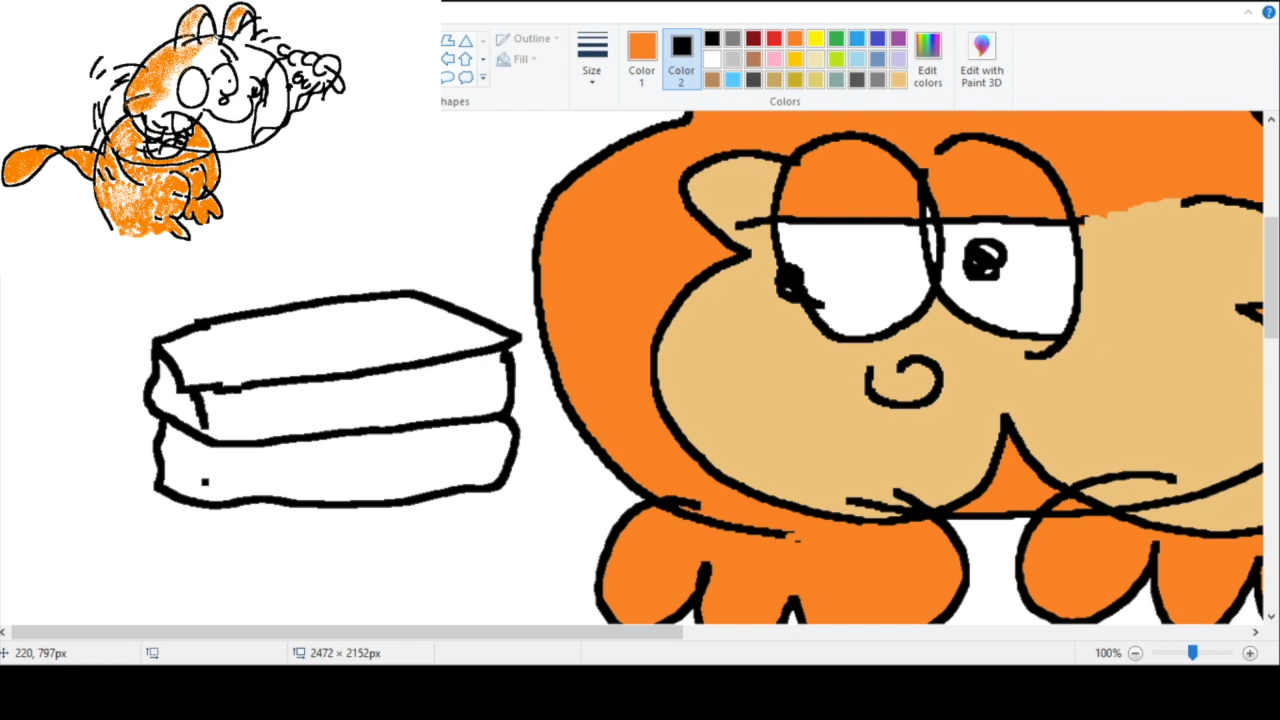 Outline
Fill
hapes
Size
Color
1
Color
2
Edit
colors
Edit with
Paint 3D
Colors
220, 797px
2472 × 2152px
100%